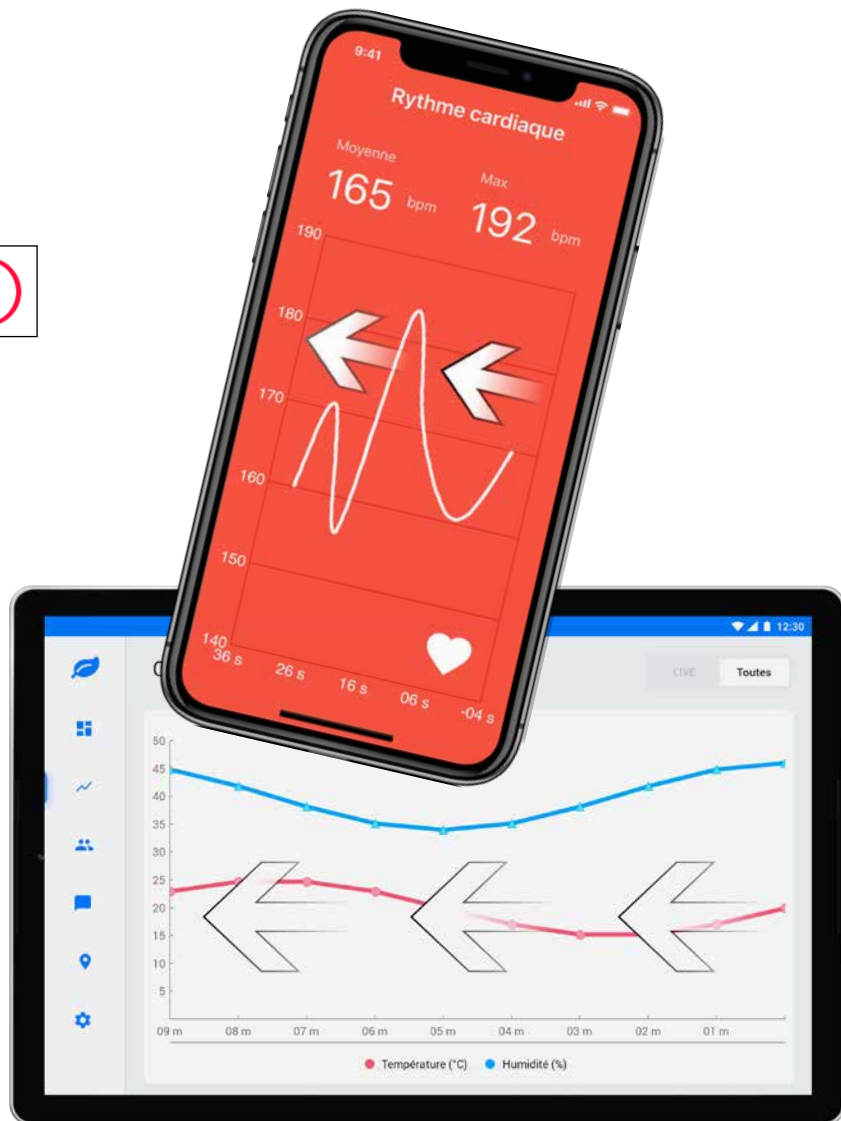 9:41
Rythme cardiaque
Moyenne
Max
165 bpm
192 bpm
190
180
170
160
150
140
36 s
26 s
16 s
06 s
-04 s
12:30
LIVE
Toutes
50
45
40
35
30
25
20
15
10
5
09 m
08 m
07 m
06 m
05 m
04 m
03 m
02 m
01 m
Température (°C)
Humidité (%)